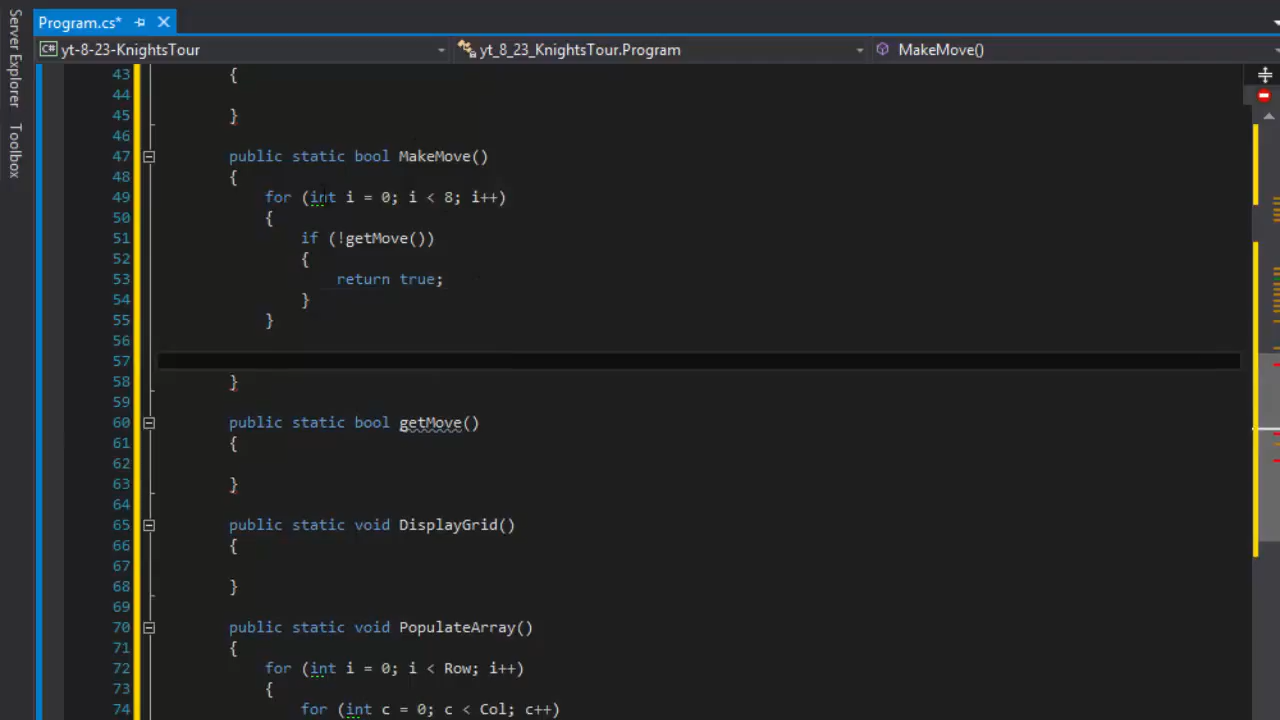 Server Explorer
Toolbox
Program.cs*
yt-8-23-KnightsTour
yt_8_23_KnightsTour.Program
MakeMove()
43 {
44
45 }
46
47 public static bool MakeMove()
48 {
49 for (int i = 0; i < 8; i++)
50 {
51 if (!getMove())
52 {
53 return true;
54 }
55 }
56
57
58 }
59
60 public static bool getMove()
61 {
62
63 }
64
65 public static void DisplayGrid()
66 {
67
68 }
69
70 public static void PopulateArray()
71 {
72 for (int i = 0; i < Row; i++)
73 {
74 for (int c = 0; c < Col; c++)